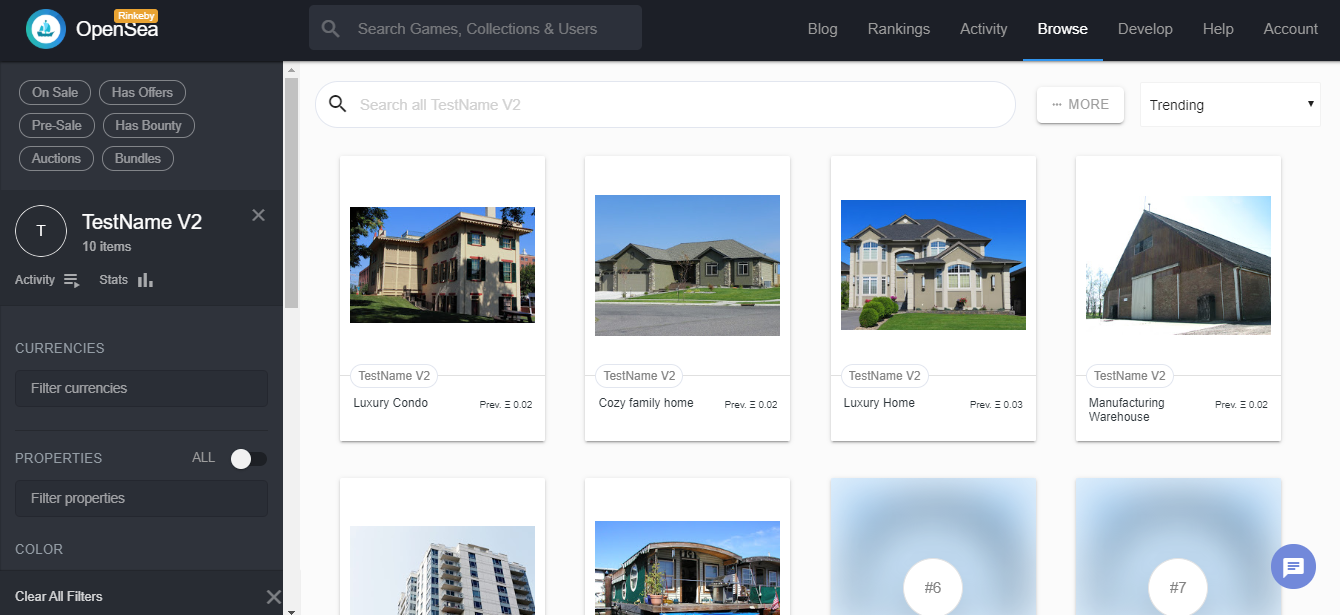 Rinkeby
OpenSea
Search Games, Collections & Users
Blog
Rankings
Activity
Browse
Develop
Help
Account
On Sale
Has Offers
Pre-Sale
Has Bounty
Auctions
Bundles
T
TestName V2
10 items
Activity
Stats
CURRENCIES
Filter currencies
PROPERTIES
ALL
Filter properties
COLOR
Clear All Filters
Search all TestName V2
··· MORE
Trending
TestName V2
Luxury Condo
Prev. Ξ 0.02
TestName V2
Cozy family home
Prev. Ξ 0.02
TestName V2
Luxury Home
Prev. Ξ 0.03
TestName V2
Manufacturing
Warehouse
Prev. Ξ 0.02
#6
#7